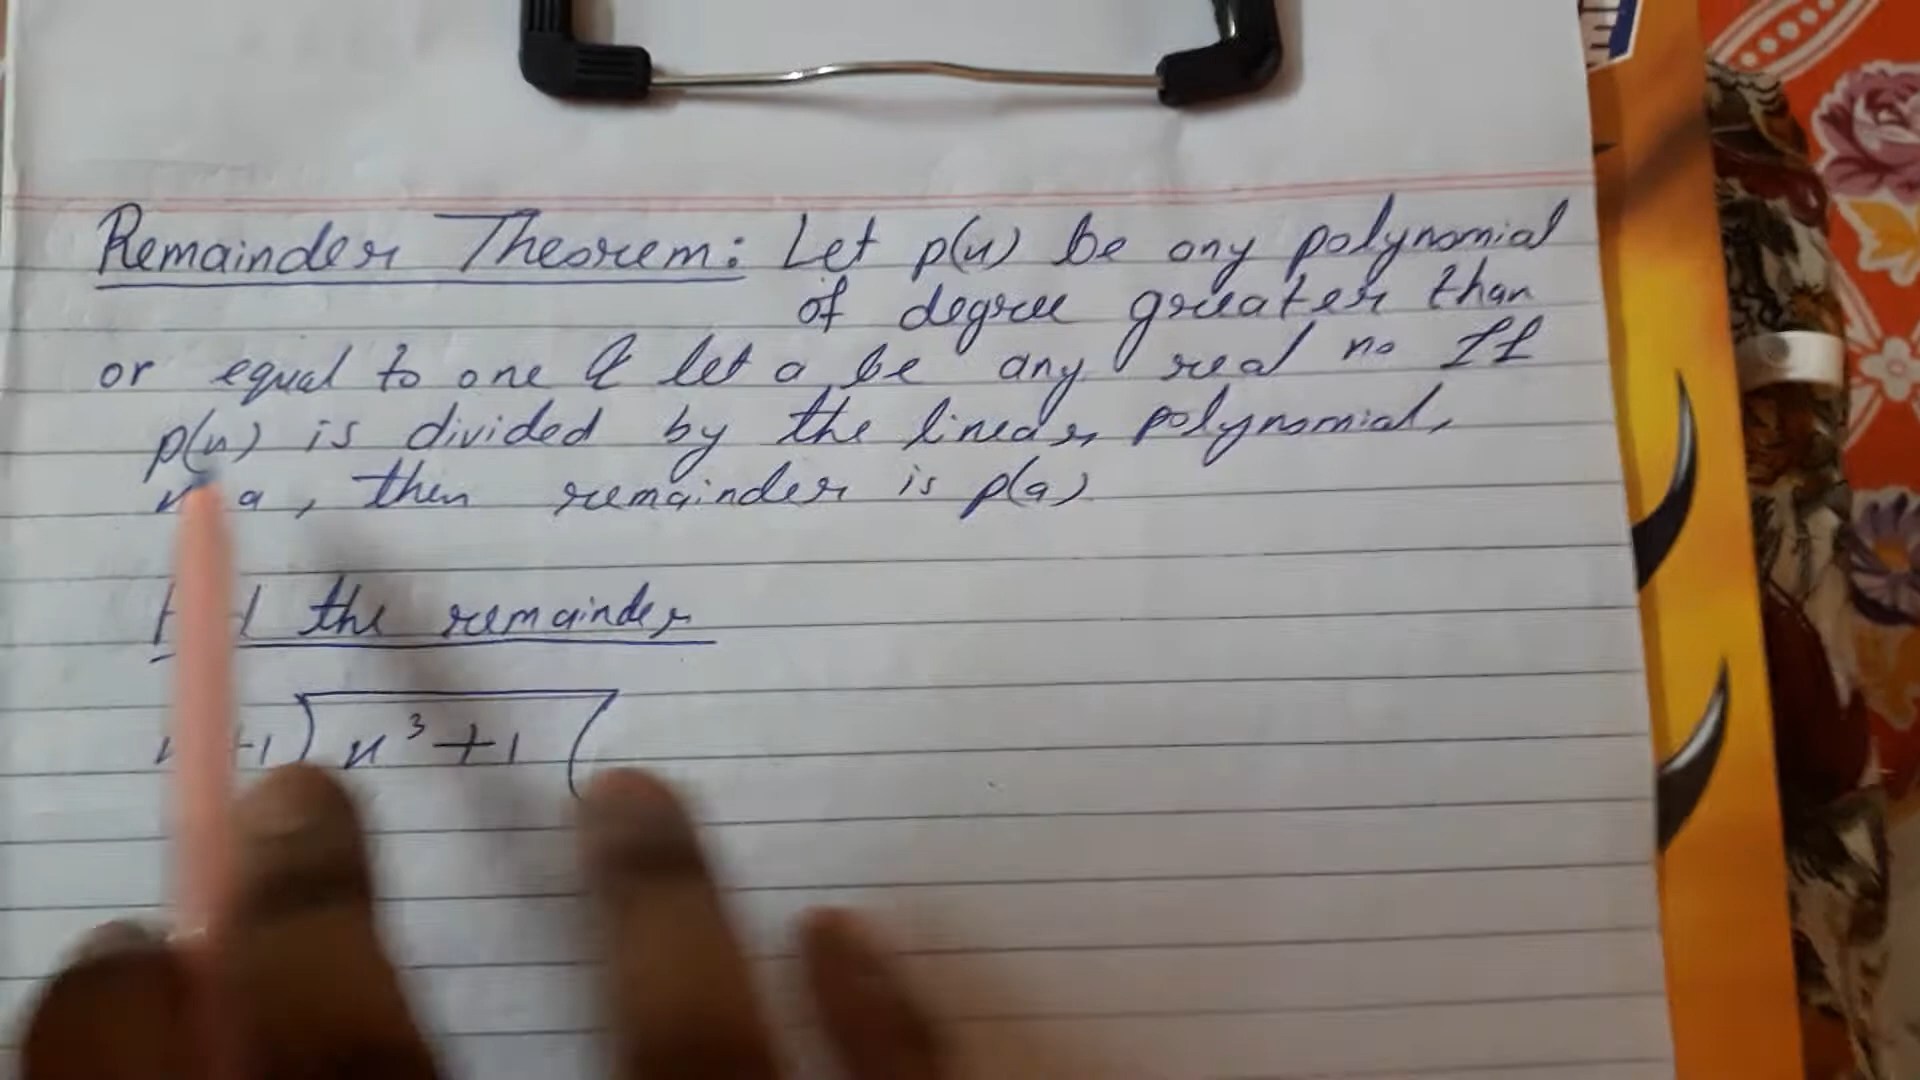 Remainder Theorem: Let p(x) be any polynomial
of degree greater than
or equal to one & let a be any real no If
p(x) is divided by the linear polynomial,
a, then remainder is p(a)
the remainder
+1) x³+1 (